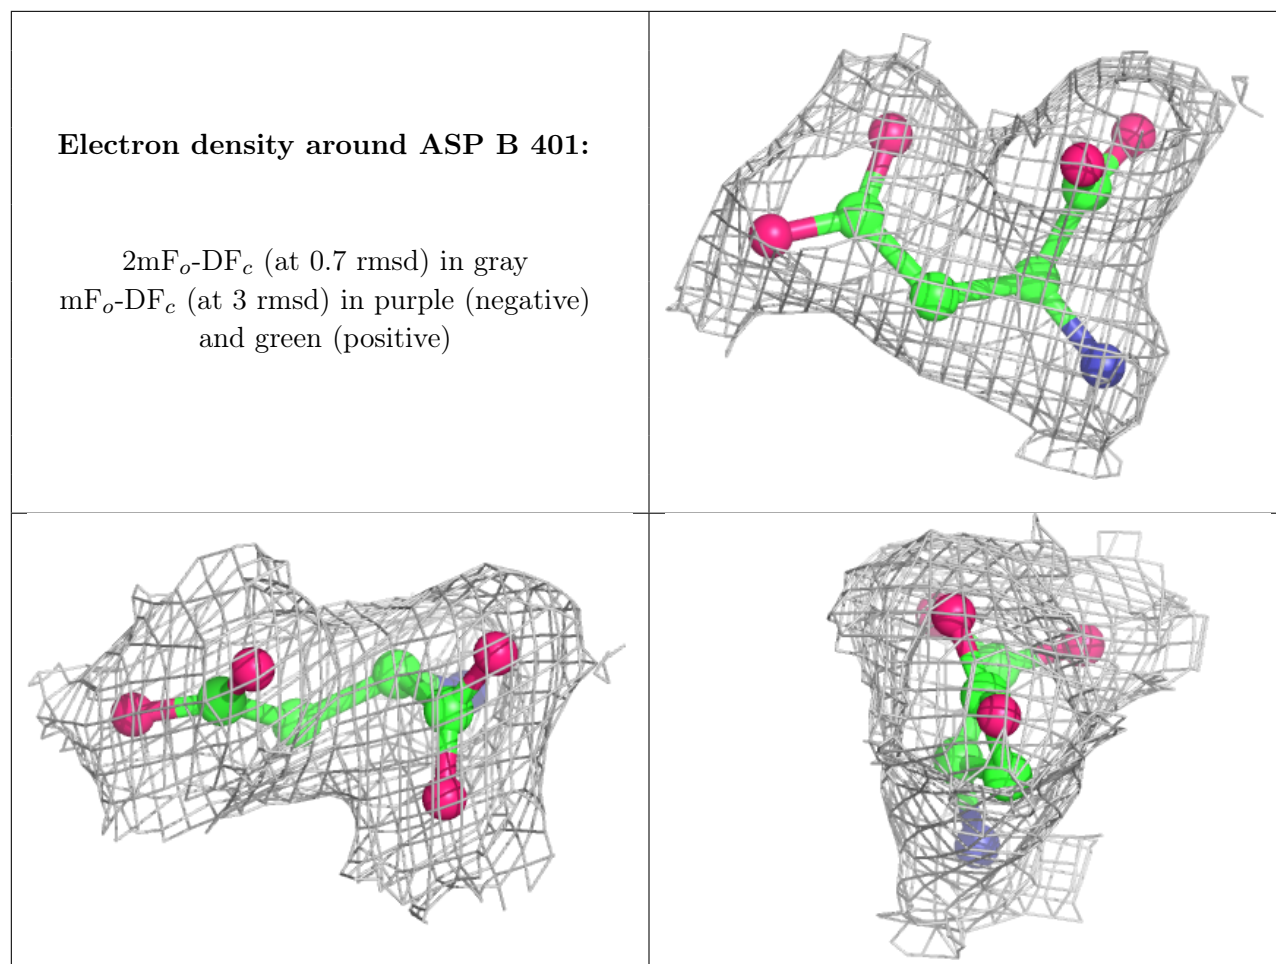 Electron density around ASP B 401:
2mFo-DFc (at 0.7 rmsd) in gray
mFo-DFc (at 3 rmsd) in purple (negative)
and green (positive)